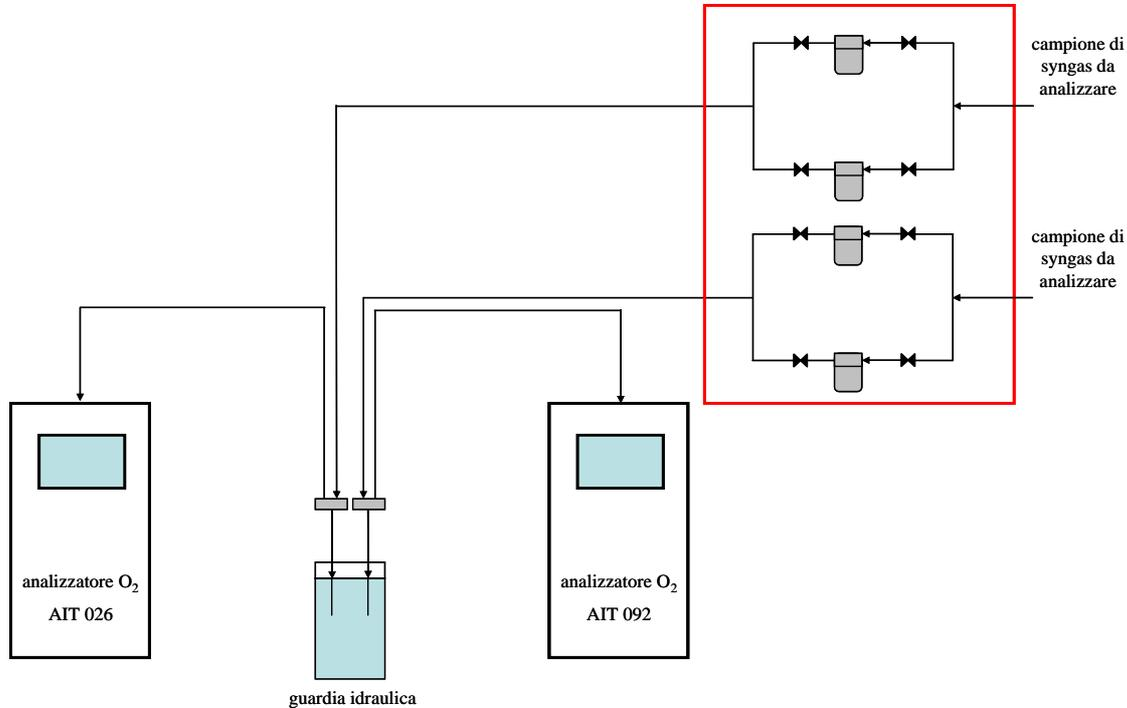 campione di
syngas da
analizzare
campione di
syngas da
analizzare
analizzatore O₂
AIT 026
analizzatore O₂
AIT 092
guardia idraulica